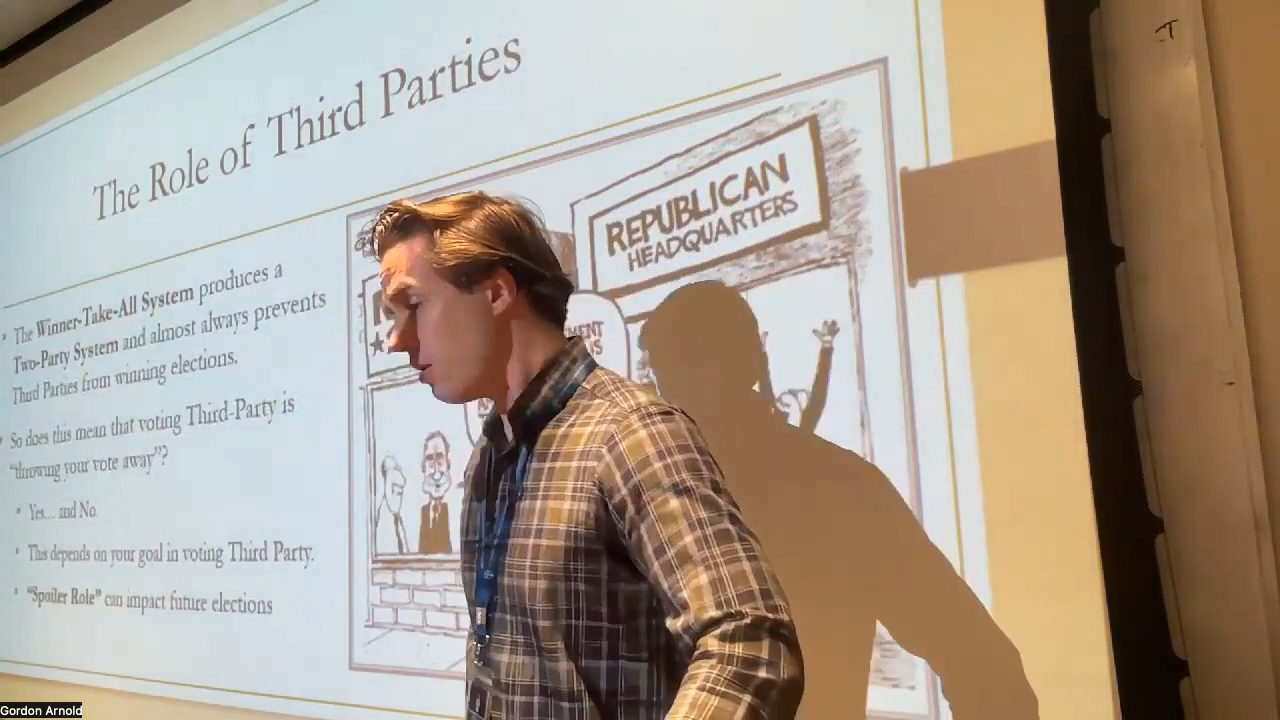 The Role of Third Parties
REPUBLICAN
HEADQUARTERS
• The Winner-Take-All System produces a
Two-Party System and almost always prevents
Third Parties from winning elections.
• So does this mean that voting Third-Party is
“throwing your vote away”?
• Yes... and No.
• This depends on your goal in voting Third Party.
• “Spoiler Role” can impact future elections
Gordon Arnold